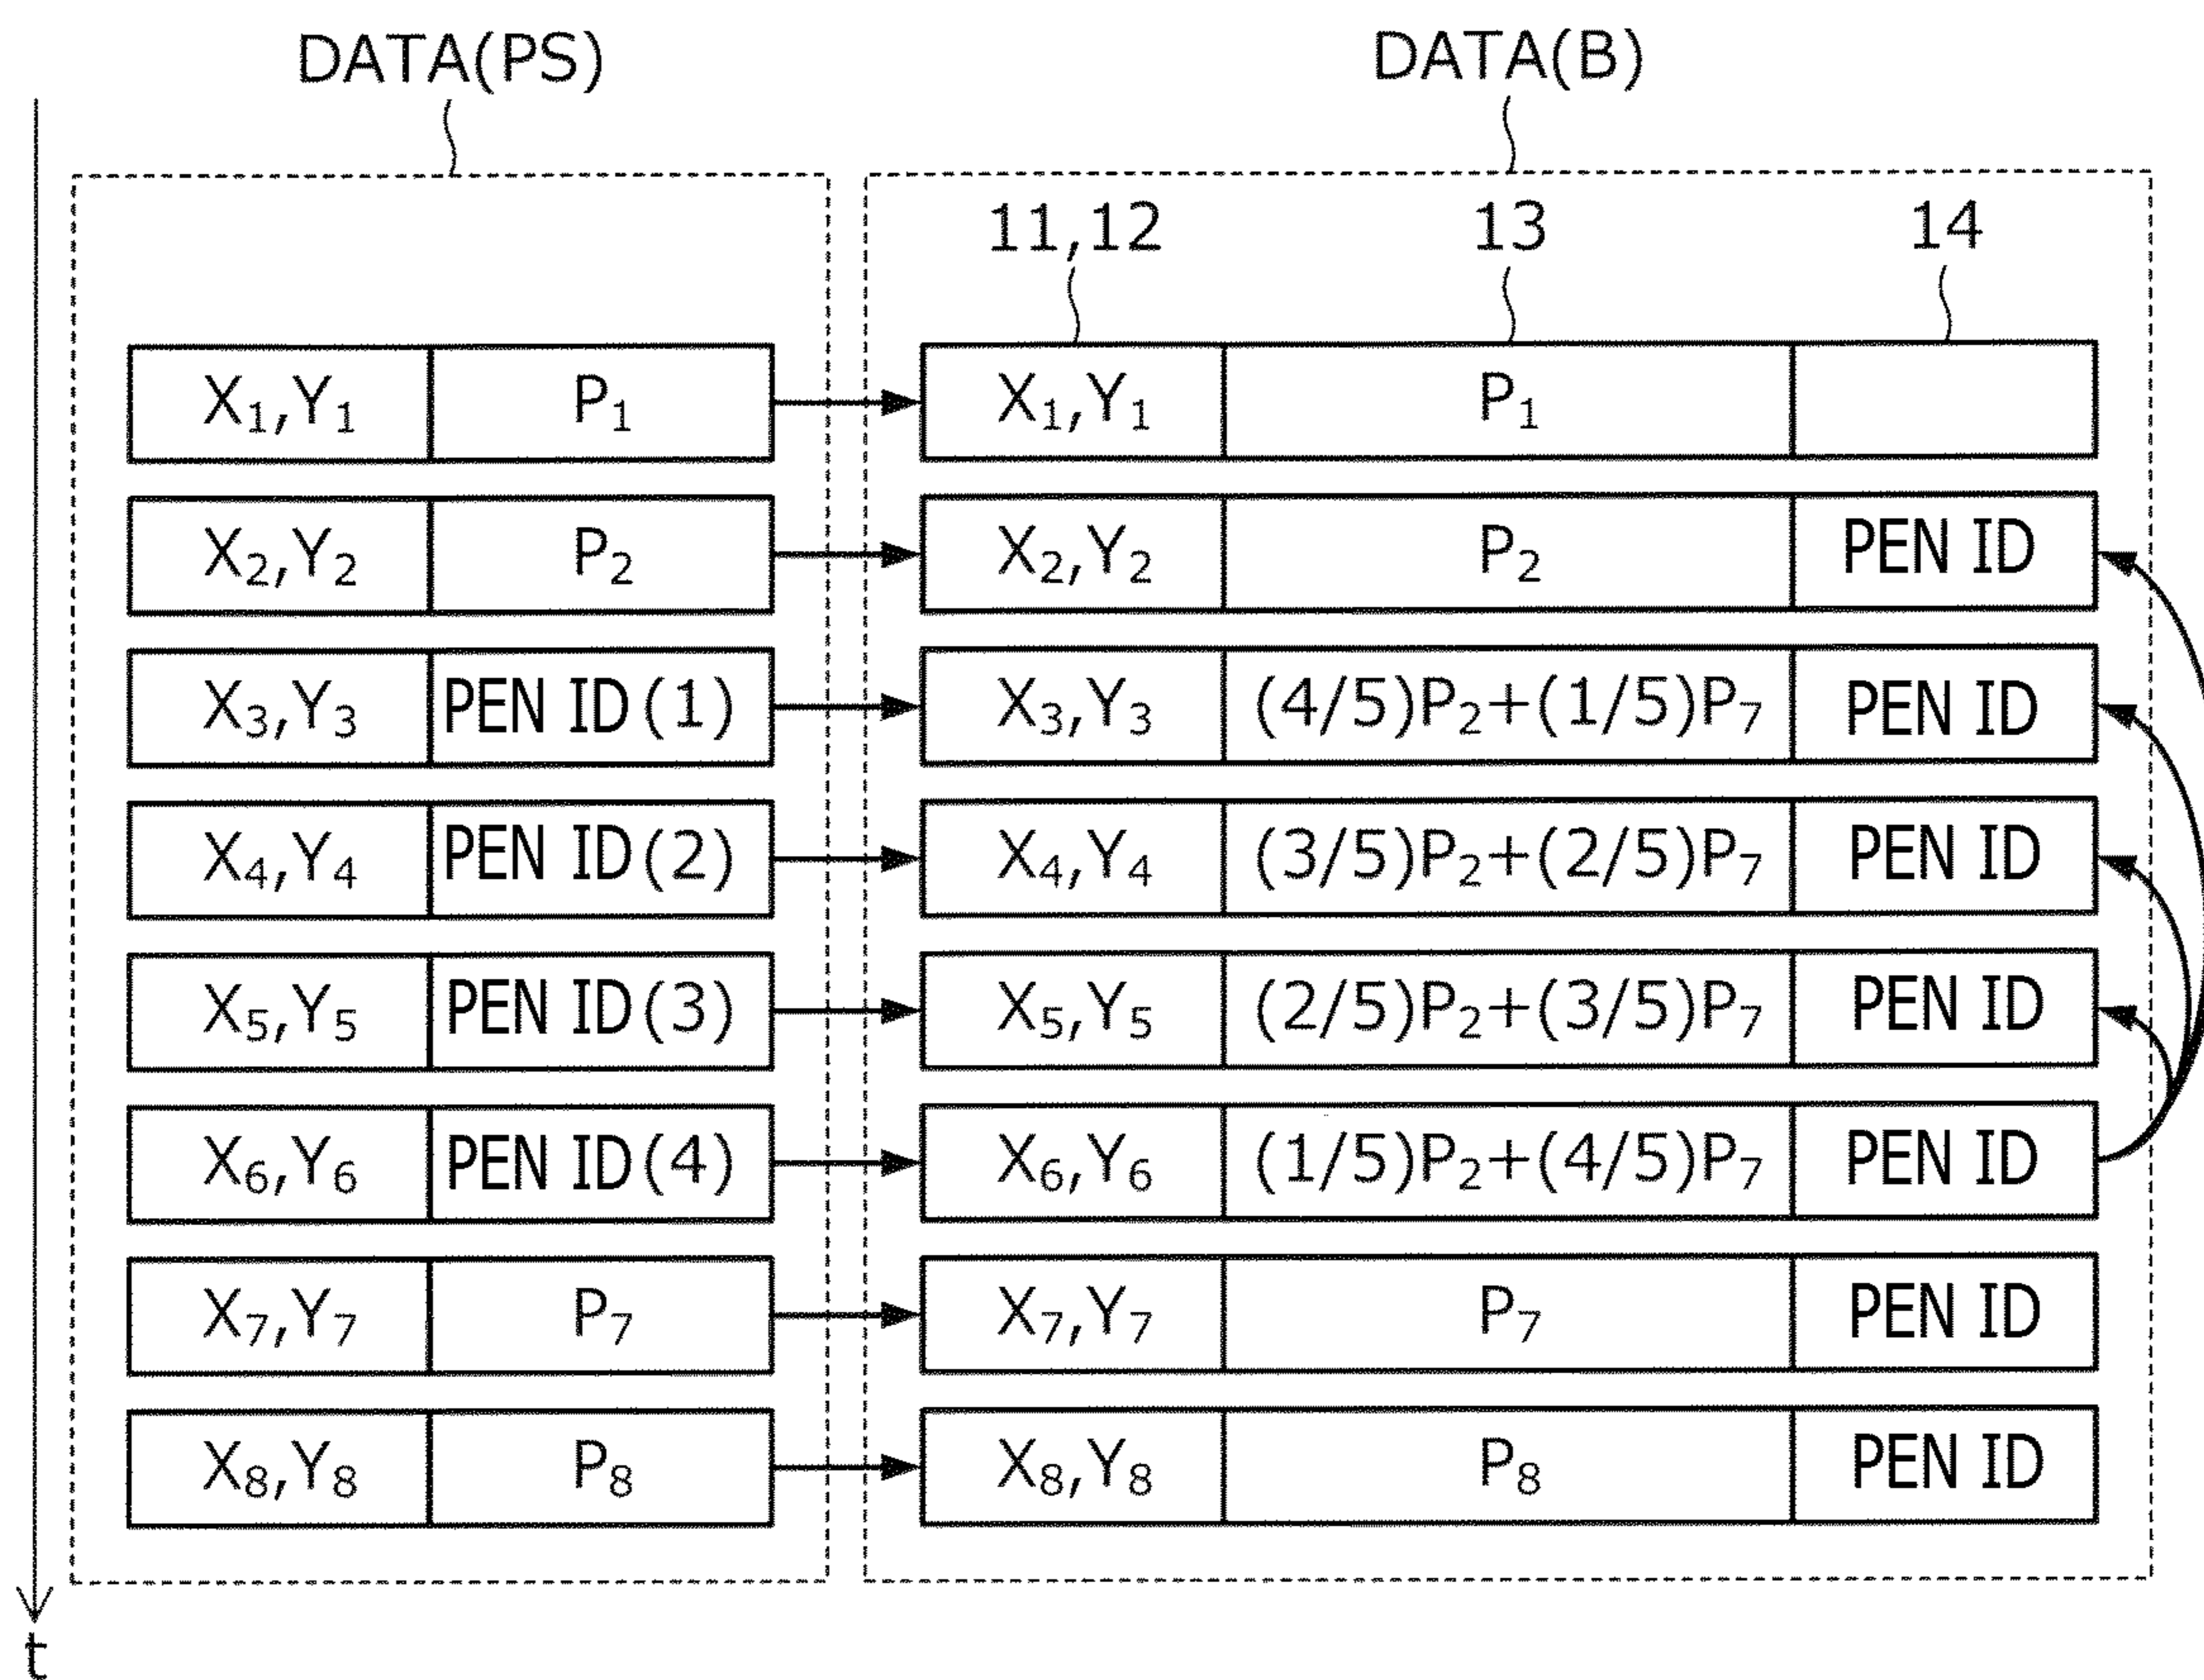 DATA(PS) DATA(B)
11,12 13 14
X₁,Y₁ P₁ X₁,Y₁ P₁
X₂,Y₂ P₂ X₂,Y₂ P₂ PEN ID
X₃,Y₃ PEN ID(1) X₃,Y₃ (4/5)P₂+(1/5)P₇ PEN ID
X₄,Y₄ PEN ID(2) X₄,Y₄ (3/5)P₂+(2/5)P₇ PEN ID
X₅,Y₅ PEN ID(3) X₅,Y₅ (2/5)P₂+(3/5)P₇ PEN ID
X₆,Y₆ PEN ID(4) X₆,Y₆ (1/5)P₂+(4/5)P₇ PEN ID
X₇,Y₇ P₇ X₇,Y₇ P₇ PEN ID
X₈,Y₈ P₈ X₈,Y₈ P₈ PEN ID
t